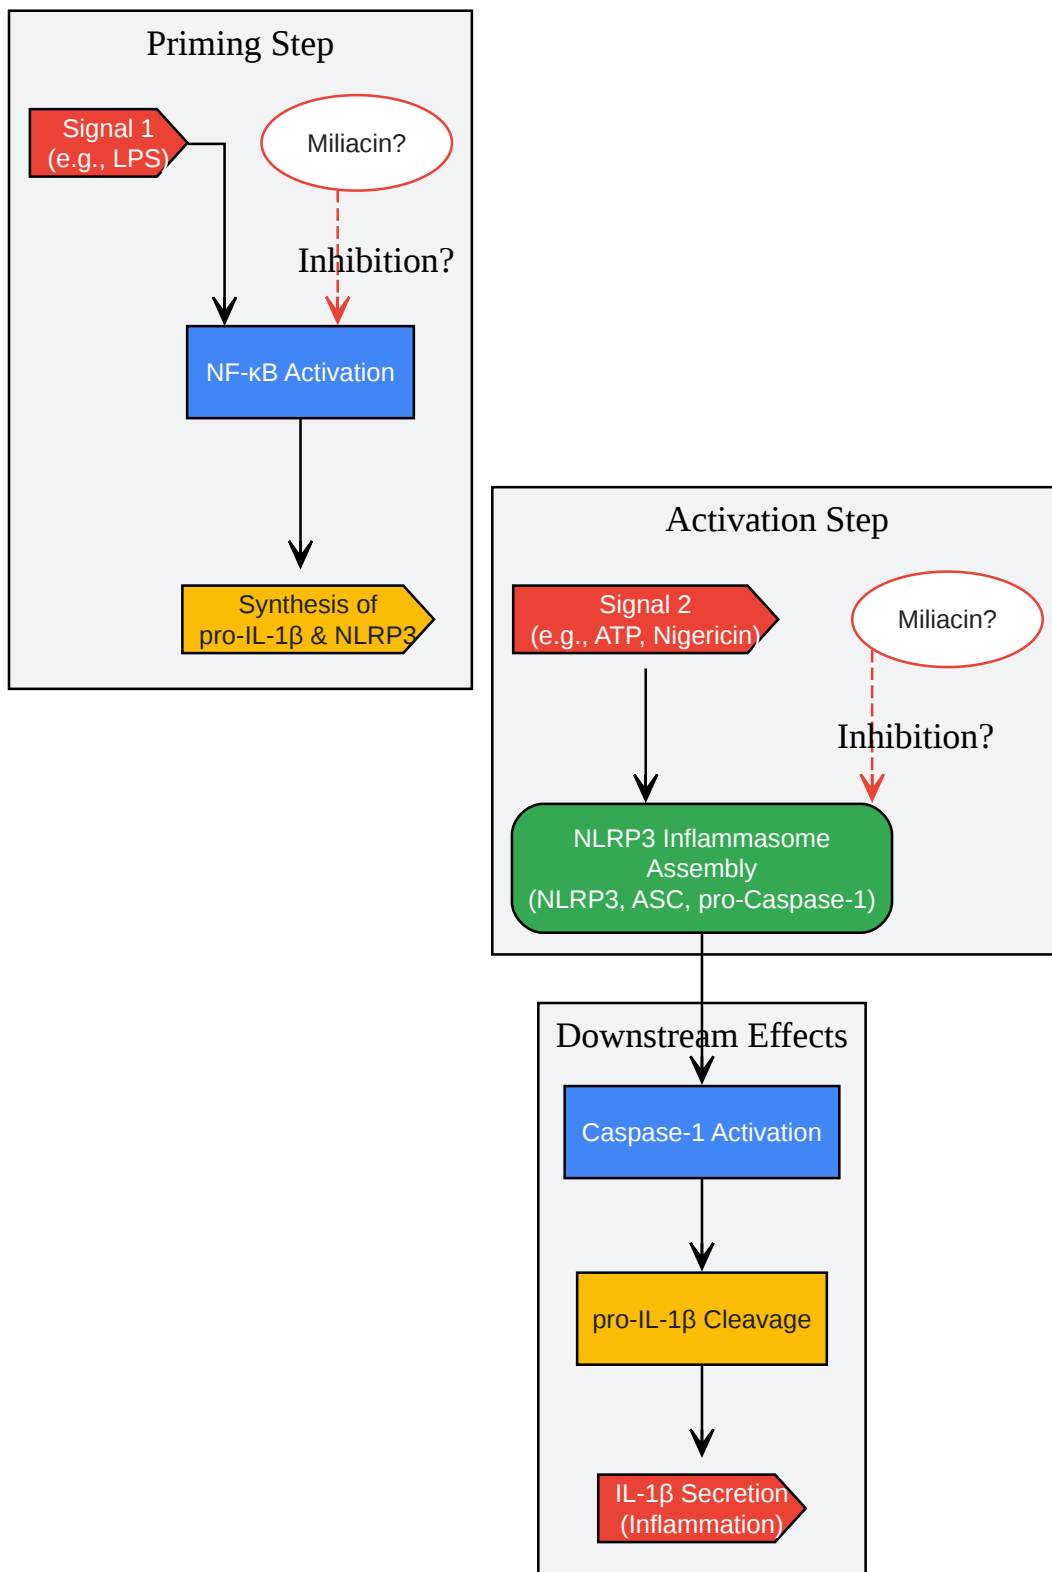 Priming Step
Signal 1
(e.g., LPS)
Miliacin?
Inhibition?
NF-κB Activation
Synthesis of
pro-IL-1β & NLRP3
Activation Step
Signal 2
(e.g., ATP, Nigericin)
Miliacin?
Inhibition?
NLRP3 Inflammasome
Assembly
(NLRP3, ASC, pro-Caspase-1)
Downstream Effects
Caspase-1 Activation
pro-IL-1β Cleavage
IL-1β Secretion
(Inflammation)